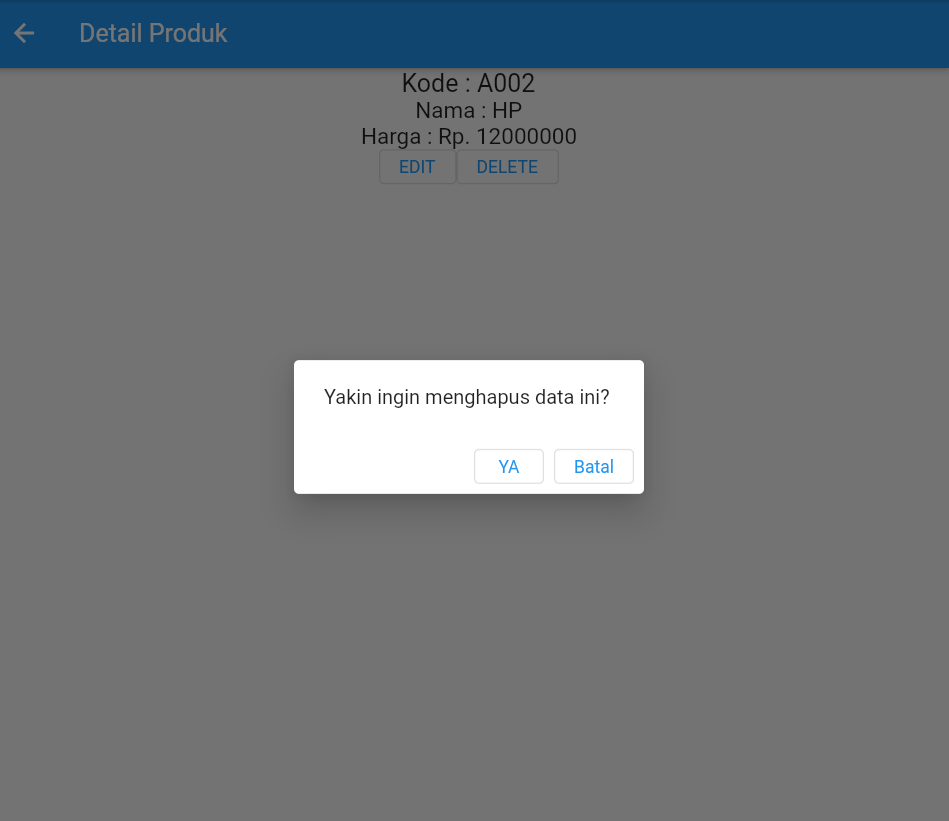 Detail Produk
Kode : A002
Nama : HP
Harga : Rp. 12000000
EDIT DELETE
Yakin ingin menghapus data ini?
YA Batal